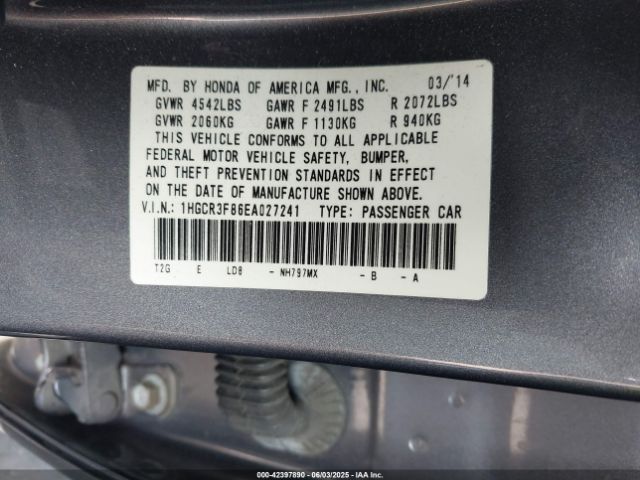 MFD. BY HONDA OF AMERICA MFG., INC. 03/'14
GVWR 4542LBS GAWR F 2491LBS R 2072LBS
GVWR 2060KG GAWR F 1130KG R 940KG
THIS VEHICLE CONFORMS TO ALL APPLICABLE
FEDERAL MOTOR VEHICLE SAFETY, BUMPER,
AND THEFT PREVENTION STANDARDS IN EFFECT
ON THE DATE OF MANUFACTURE SHOWN ABOVE.
V.I.N.: 1HGCR3F86EA027241 TYPE: PASSENGER CAR
T2G E LD8 - NH797MX - B - A
000-42397890 - 06/03/2025 - IAA Inc.